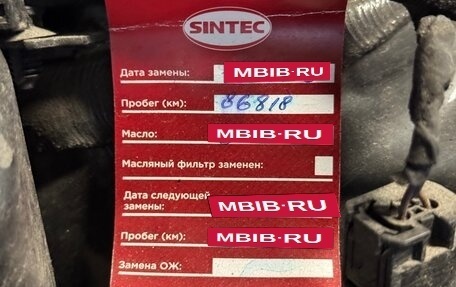 SINTEC
Дата замены: MBIB·RU
Пробег (км): 86818
Масло: MBIB·RU
Масляный фильтр заменен:
Дата следующей
замены: MBIB·RU
Пробег (км): MBIB·RU
Замена ОЖ: